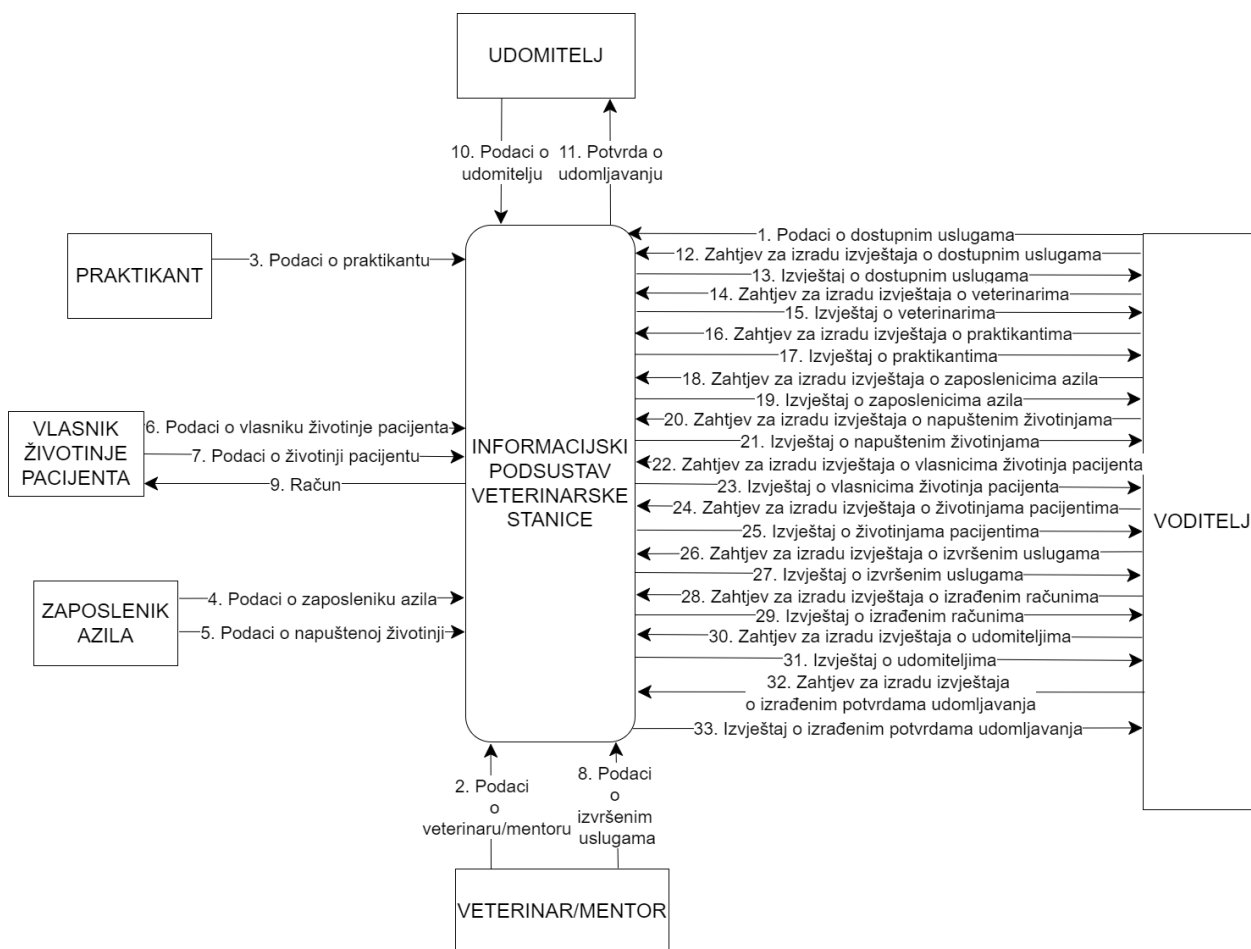 UDOMITELJ
10. Podaci o
udomitelju
11. Potvrda o
udomljavanju
PRAKTIKANT
3. Podaci o praktikantu
VLASNIK
ŽIVOTINJE
PACIJENTA
6. Podaci o vlasniku životinje pacijenta
7. Podaci o životinji pacijentu
9. Račun
ZAPOSLENIK
AZILA
4. Podaci o zaposleniku azila
5. Podaci o napuštenoj životinji
INFORMACIJSKI
PODSUSTAV
VETERINARSKE
STANICE
1. Podaci o dostupnim uslugama
12. Zahtjev za izradu izvještaja o dostupnim uslugama
13. Izvještaj o dostupnim uslugama
14. Zahtjev za izradu izvještaja o veterinarima
15. Izvještaj o veterinarima
16. Zahtjev za izradu izvještaja o praktikantima
17. Izvještaj o praktikantima
18. Zahtjev za izradu izvještaja o zaposlenicima azila
19. Izvještaj o zaposlenicima azila
20. Zahtjev za izradu izvještaja o napuštenim životinjama
21. Izvještaj o napuštenim životinjama
22. Zahtjev za izradu izvještaja o vlasnicima životinja pacijenta
23. Izvještaj o vlasnicima životinja pacijenta
24. Zahtjev za izradu izvještaja o životinjama pacijentima
25. Izvještaj o životinjama pacijentima
26. Zahtjev za izradu izvještaja o izvršenim uslugama
27. Izvještaj o izvršenim uslugama
28. Zahtjev za izradu izvještaja o izrađenim računima
29. Izvještaj o izrađenim računima
30. Zahtjev za izradu izvještaja o udomiteljima
31. Izvještaj o udomiteljima
32. Zahtjev za izradu izvještaja
o izrađenim potvrdama udomljavanja
33. Izvještaj o izrađenim potvrdama udomljavanja
VODITELJ
2. Podaci
o
veterinaru/mentoru
8. Podaci
o
izvršenim
uslugama
VETERINAR/MENTOR